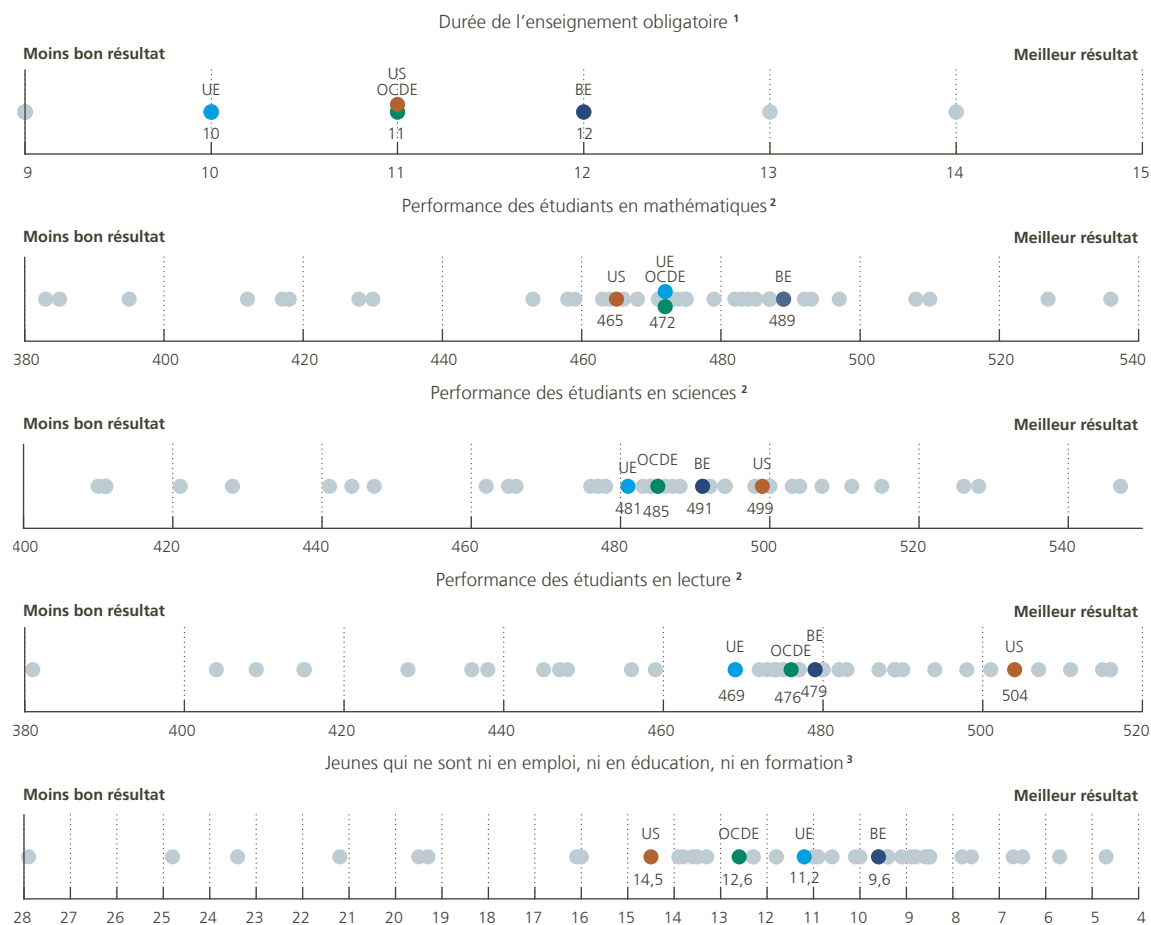 Durée de l’enseignement obligatoire ¹
Moins bon résultat
Meilleur résultat
US
UE OCDE BE
10 11 12
9 10 11 12 13 14 15
Performance des étudiants en mathématiques ²
Moins bon résultat
Meilleur résultat
UE
US OCDE BE
465 472 489
380 400 420 440 460 480 500 520 540
Performance des étudiants en sciences ²
Moins bon résultat
Meilleur résultat
UE OCDE BE US
481 485 491 499
400 420 440 460 480 500 520 540
Performance des étudiants en lecture ²
Moins bon résultat
Meilleur résultat
BE
UE OCDE US
469 476 479 504
380 400 420 440 460 480 500 520
Jeunes qui ne sont ni en emploi, ni en éducation, ni en formation ³
Moins bon résultat
Meilleur résultat
US OCDE UE BE
14,5 12,6 11,2 9,6
28 27 26 25 24 23 22 21 20 19 18 17 16 15 14 13 12 11 10 9 8 7 6 5 4